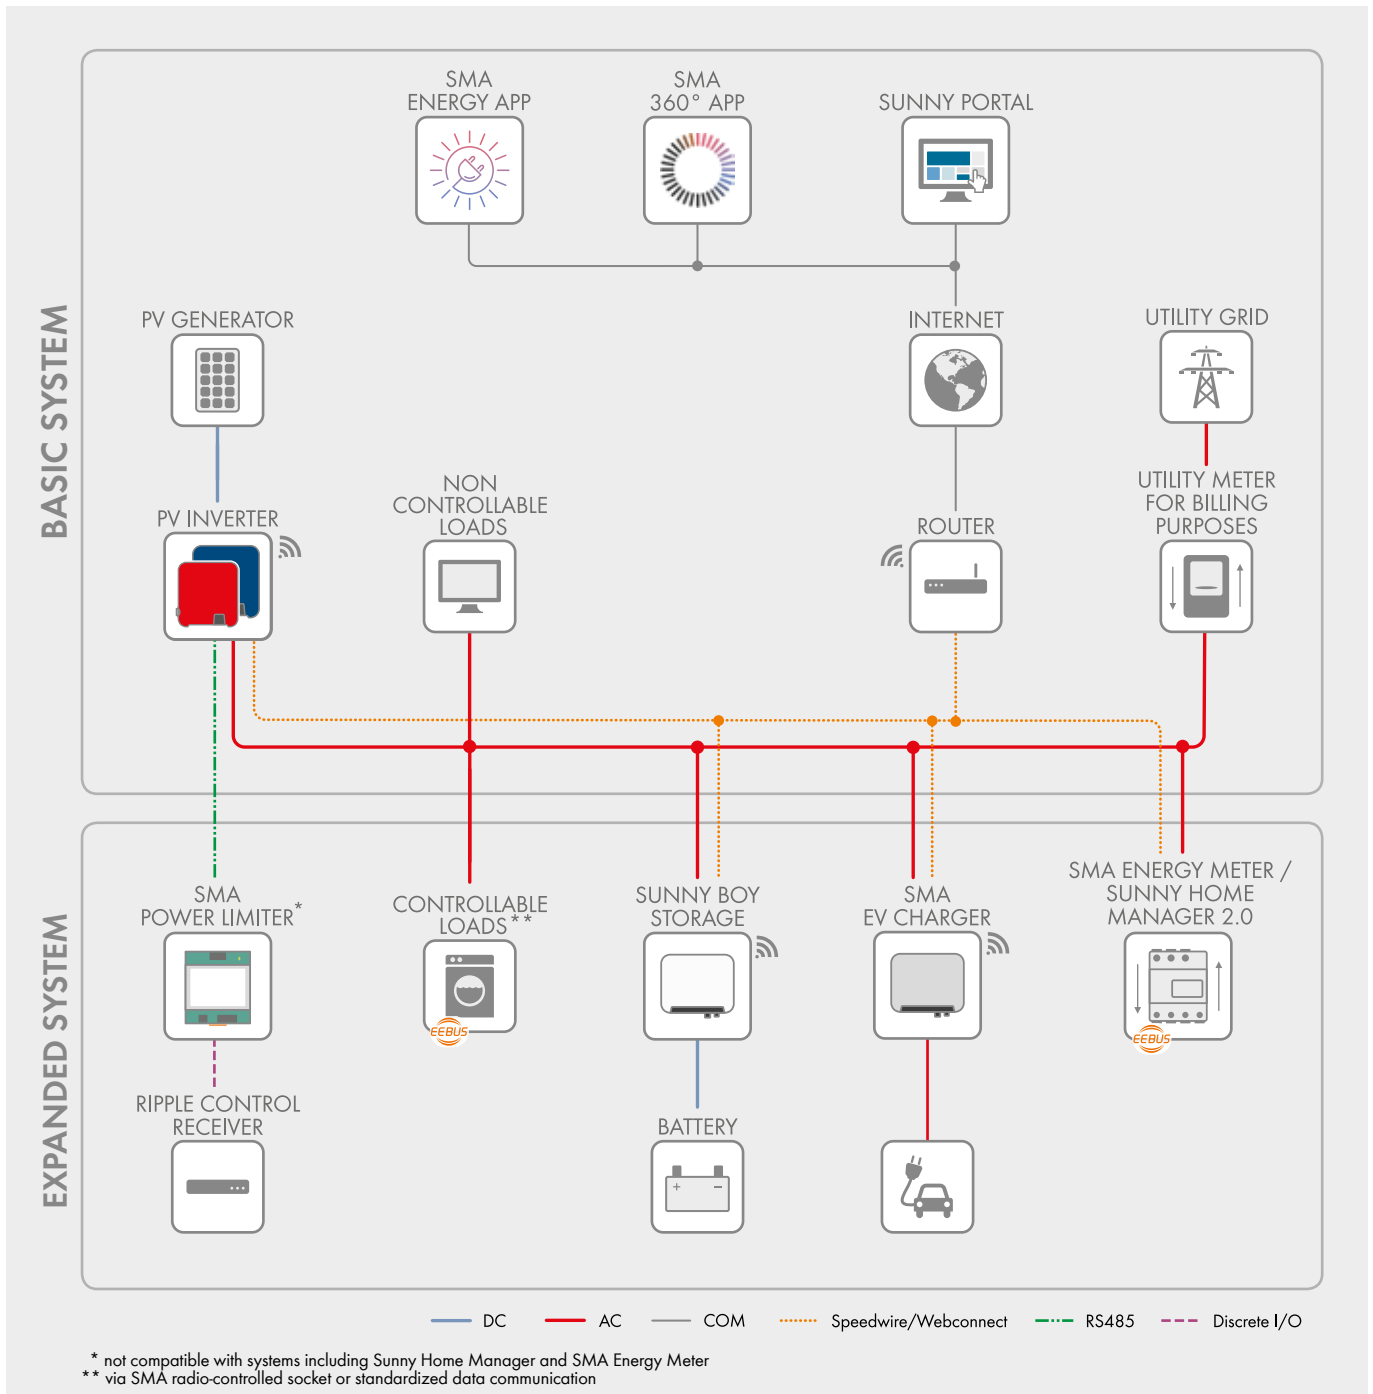 SMA
ENERGY APP
SMA
360° APP
SUNNY PORTAL
BASIC SYSTEM
PV GENERATOR
INTERNET
UTILITY GRID
PV INVERTER
NON
CONTROLLABLE
LOADS
ROUTER
UTILITY METER
FOR BILLING
PURPOSES
EXPANDED SYSTEM
SMA
POWER LIMITER*
CONTROLLABLE
LOADS**
EEBUS
SUNNY BOY
STORAGE
SMA
EV CHARGER
SMA ENERGY METER /
SUNNY HOME
MANAGER 2.0
EEBUS
RIPPLE CONTROL
RECEIVER
BATTERY
+ −
DC
AC
COM
Speedwire/Webconnect
RS485
Discrete I/O
* not compatible with systems including Sunny Home Manager and SMA Energy Meter
** via SMA radio-controlled socket or standardized data communication